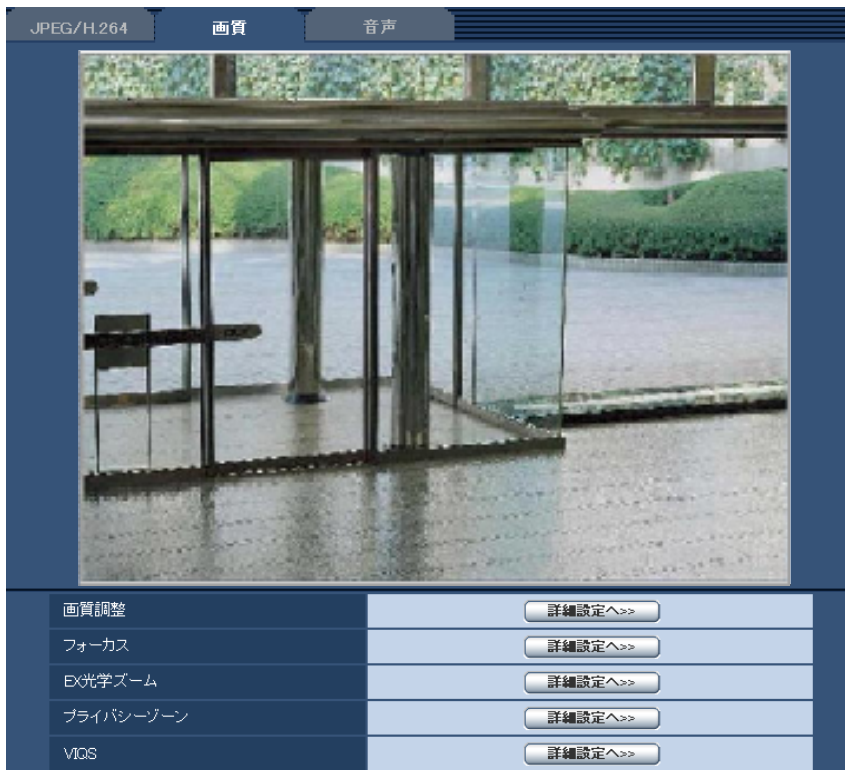 JPEG/H.264
画質
音声
画質調整 詳細設定へ>>
フォーカス 詳細設定へ>>
EX光学ズーム 詳細設定へ>>
プライバシーゾーン 詳細設定へ>>
VIQS 詳細設定へ>>